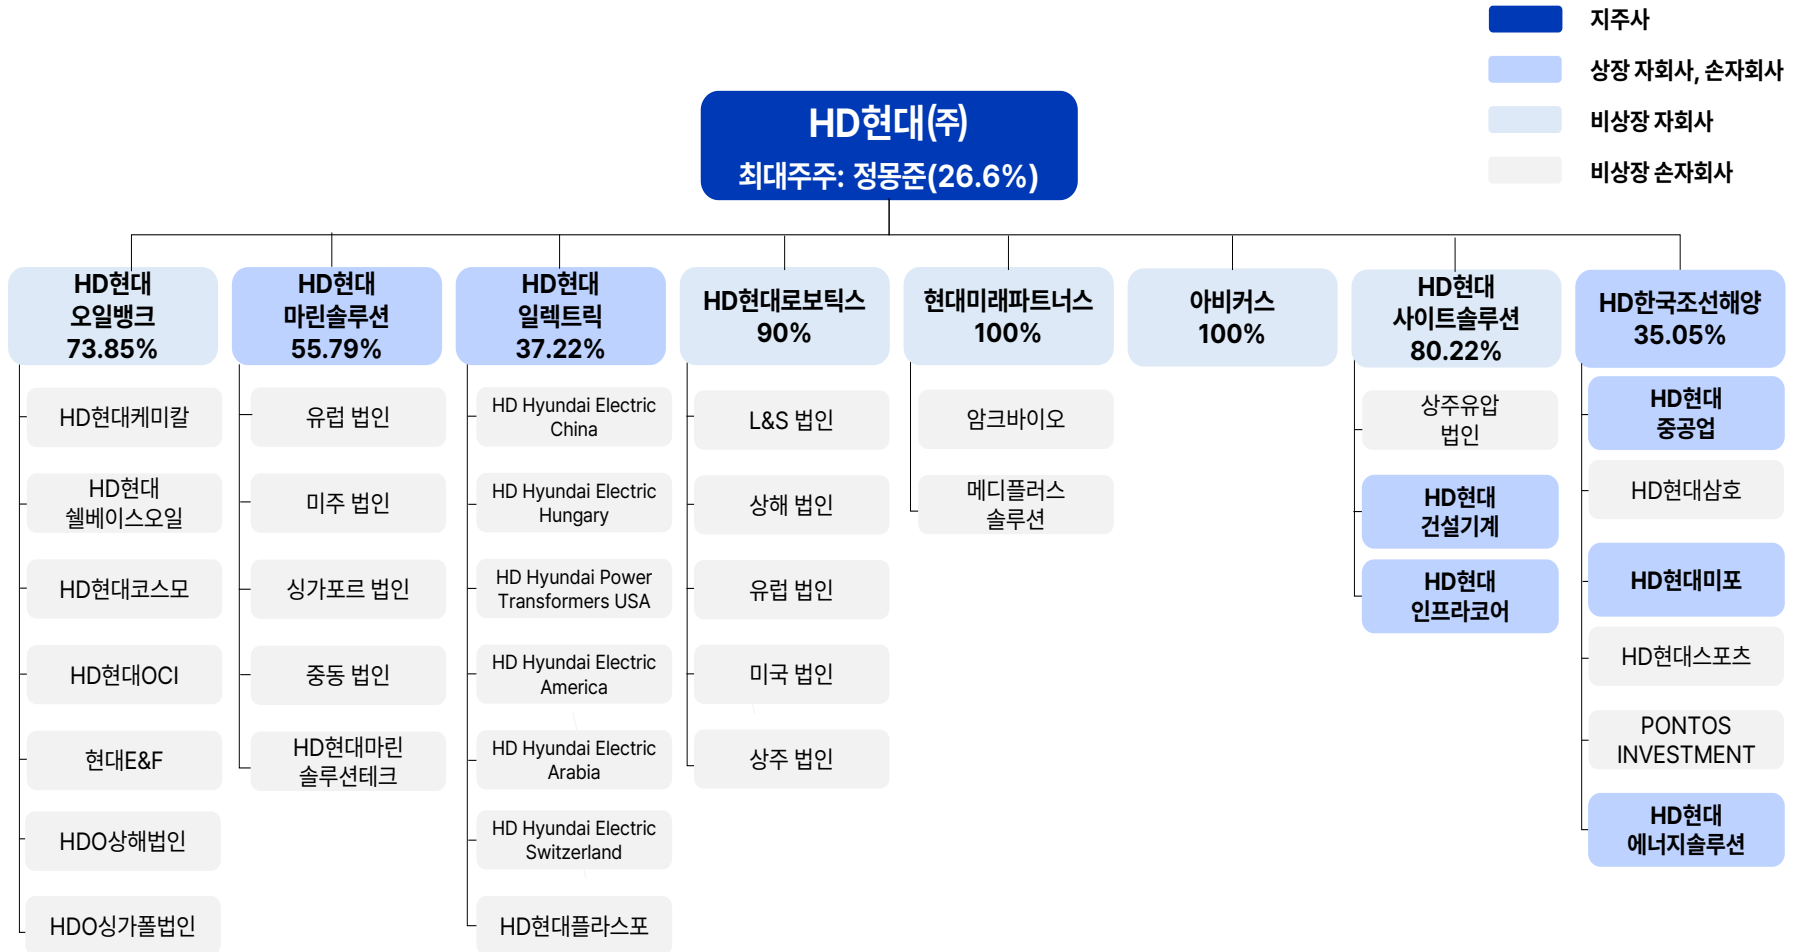 지주사
상장 자회사, 손자회사
비상장 자회사
비상장 손자회사
HD현대㈜
최대주주: 정몽준(26.6%)
HD현대
오일뱅크
73.85%
HD현대케미칼
HD현대
쉘베이스오일
HD현대코스모
HD현대OCI
현대E&F
HDO상해법인
HDO싱가폴법인
HD현대
마린솔루션
55.79%
유럽 법인
미주 법인
싱가포르 법인
중동 법인
HD현대마린
솔루션테크
HD현대
일렉트릭
37.22%
HD Hyundai Electric
China
HD Hyundai Electric
Hungary
HD Hyundai Power
Transformers USA
HD Hyundai Electric
America
HD Hyundai Electric
Arabia
HD Hyundai Electric
Switzerland
HD현대플라스포
HD현대로보틱스
90%
L&S 법인
상해 법인
유럽 법인
미국 법인
상주 법인
현대미래파트너스
100%
암크바이오
메디플러스
솔루션
아비커스
100%
HD현대
사이트솔루션
80.22%
상주유압
법인
HD현대
건설기계
HD현대
인프라코어
HD한국조선해양
35.05%
HD현대
중공업
HD현대삼호
HD현대미포
HD현대스포츠
PONTOS
INVESTMENT
HD현대
에너지솔루션